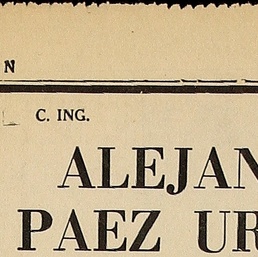 N
C. ING.
ALEJAN
PAEZ UR